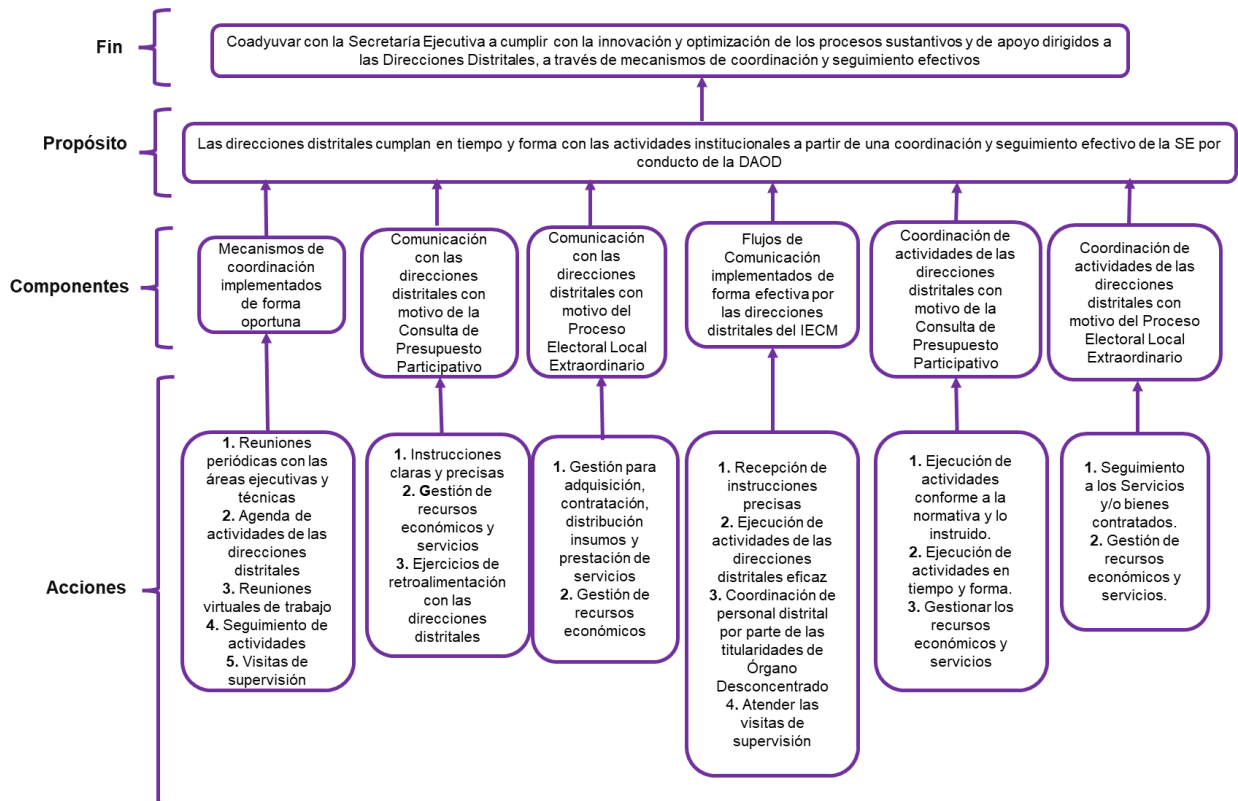 Fin
Coadyuvar con la Secretaría Ejecutiva a cumplir con la innovación y optimización de los procesos sustantivos y de apoyo dirigidos a
las Direcciones Distritales, a través de mecanismos de coordinación y seguimiento efectivos
Propósito
Las direcciones distritales cumplan en tiempo y forma con las actividades institucionales a partir de una coordinación y seguimiento efectivo de la SE por
conducto de la DAOD
Componentes
Mecanismos de
coordinación
implementados
de forma
oportuna
Comunicación
con las
direcciones
distritales con
motivo de la
Consulta de
Presupuesto
Participativo
Comunicación
con las
direcciones
distritales con
motivo del
Proceso
Electoral Local
Extraordinario
Flujos de
Comunicación
implementados de
forma efectiva por
las direcciones
distritales del IECM
Coordinación de
actividades de las
direcciones
distritales con
motivo de la
Consulta de
Presupuesto
Participativo
Coordinación de
actividades de las
direcciones
distritales con
motivo del Proceso
Electoral Local
Extraordinario
Acciones
1. Reuniones
periódicas con las
áreas ejecutivas y
técnicas
2. Agenda de
actividades de las
direcciones
distritales
3. Reuniones
virtuales de trabajo
4. Seguimiento de
actividades
5. Visitas de
supervisión
1. Instrucciones
claras y precisas
2. Gestión de
recursos
económicos y
servicios
3. Ejercicios de
retroalimentación
con las
direcciones
distritales
1. Gestión para
adquisición,
contratación,
distribución
insumos y
prestación de
servicios
2. Gestión de
recursos
económicos
1. Recepción de
instrucciones
precisas
2. Ejecución de
actividades de las
direcciones
distritales eficaz
3. Coordinación de
personal distrital
por parte de las
titularidades de
Órgano
Desconcentrado
4. Atender las
visitas de
supervisión
1. Ejecución de
actividades
conforme a la
normativa y lo
instruido.
2. Ejecución de
actividades en
tiempo y forma.
3. Gestionar los
recursos
económicos y
servicios
1. Seguimiento
a los Servicios
y/o bienes
contratados.
2. Gestión de
recursos
económicos y
servicios.